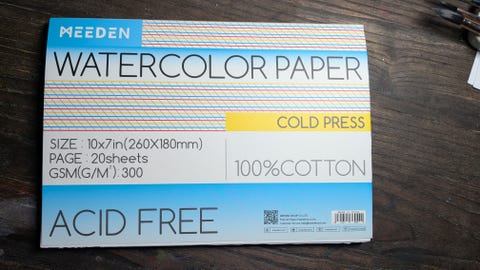 MEEDEN
WATERCOLOR PAPER
COLD PRESS
SIZE : 10x7in(260X180mm)
PAGE : 20sheets
GSM(G/M²): 300
100%COTTON
ACID FREE